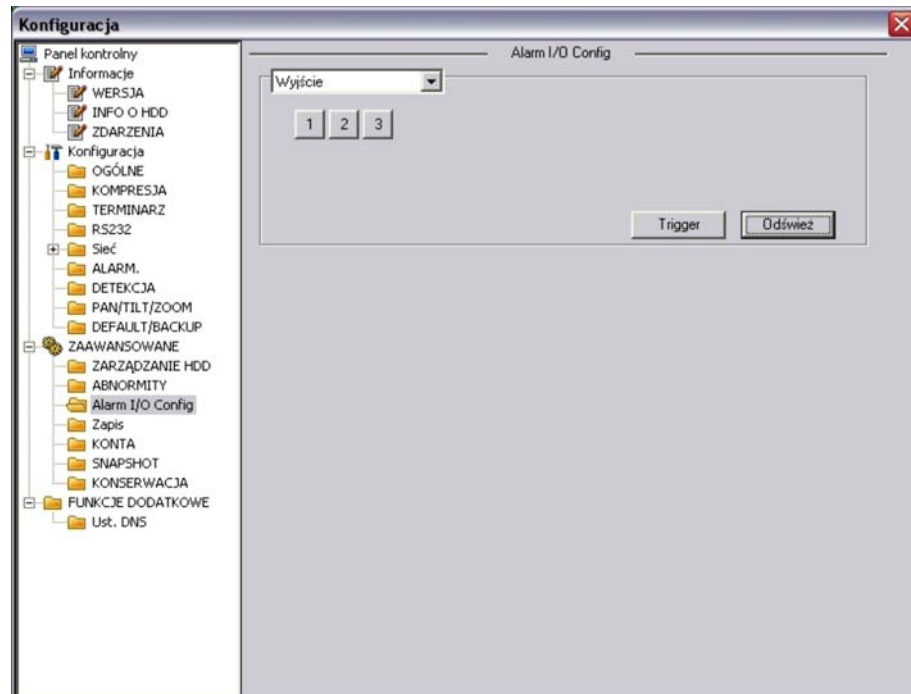 Konfiguracja
Panel kontrolny
Informacje
WERSJA
INFO O HDD
ZDARZENIA
Konfiguracja
OGÓLNE
KOMPRESJA
TERMINARZ
RS232
Sieć
ALARM.
DETEKCJA
PAN/TILT/ZOOM
DEFAULT/BACKUP
ZAAWANSOWANE
ZARZĄDZANIE HDD
ABNORMITY
Alarm I/O Config
Zapis
KONTA
SNAPSHOT
KONSERWACJA
FUNKCJE DODATKOWE
Ust. DNS
Alarm I/O Config
Wyjście
1 2 3
Trigger Odśwież